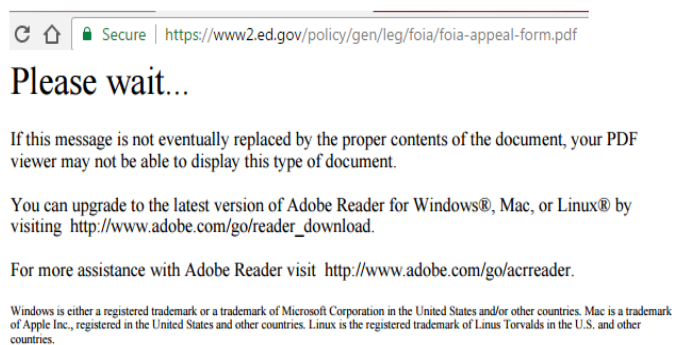 Secure | https://www2.ed.gov/policy/gen/leg/foia/foia-appeal-form.pdf
Please wait...
If this message is not eventually replaced by the proper contents of the document, your PDF
viewer may not be able to display this type of document.
You can upgrade to the latest version of Adobe Reader for Windows®, Mac, or Linux® by
visiting http://www.adobe.com/go/reader_download.
For more assistance with Adobe Reader visit http://www.adobe.com/go/acrreader.
Windows is either a registered trademark or a trademark of Microsoft Corporation in the United States and/or other countries. Mac is a trademark
of Apple Inc., registered in the United States and other countries. Linux is the registered trademark of Linus Torvalds in the U.S. and other
countries.